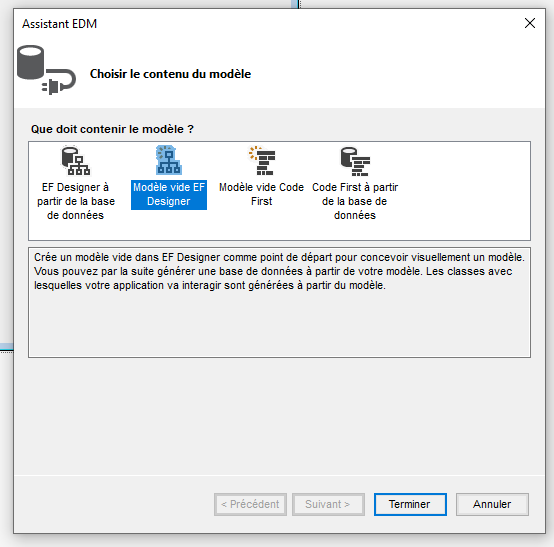 Assistant EDM
Choisir le contenu du modèle
Que doit contenir le modèle ?
EF Designer à
partir de la base
de données
Modèle vide EF
Designer
Modèle vide Code
First
Code First à partir
de la base de
données
Crée un modèle vide dans EF Designer comme point de départ pour concevoir visuellement un modèle.
Vous pouvez par la suite générer une base de données à partir de votre modèle. Les classes avec
lesquelles votre application va interagir sont générées à partir du modèle.
< Précédent
Suivant >
Terminer
Annuler